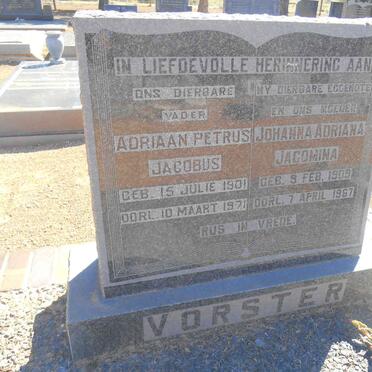 IN LIEFDEVOLLE HERINNERING AAN
ONS DIERBARE
VADER
ADRIAAN PETRUS
JACOBUS
GEB. 15 JULIE 1901
OORL. 10 MAART 1971
MY DIERBARE EGGENOTE
EN ONS MOEDER
JOHANNA ADRIANA
JACOMINA
GEB. 9 FEB. 1909
OORL. 7 APRIL 1967
RUS IN VREDE
VORSTER